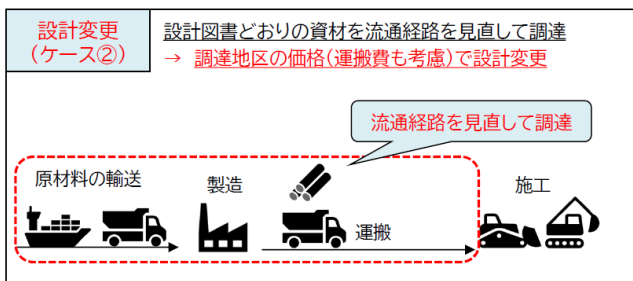 設計変更
(ケース②)
設計図書どおりの資材を流通経路を見直して調達
→ 調達地区の価格(運搬費も考慮)で設計変更
流通経路を見直して調達
原材料の輸送
製造
運搬
施工